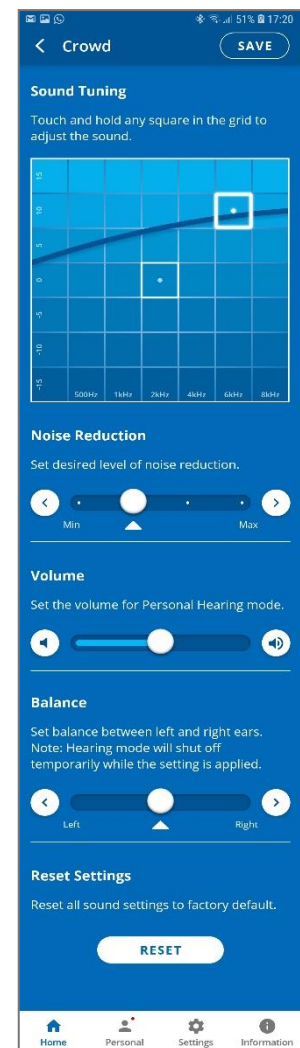 51% 17:20
Crowd
SAVE
Sound Tuning
Touch and hold any square in the grid to
adjust the sound.
15
10
5
0
-5
-10
-15
500Hz 1kHz 2kHz 4kHz 6kHz 8kHz
Noise Reduction
Set desired level of noise reduction.
Min Max
Volume
Set the volume for Personal Hearing mode.
Balance
Set balance between left and right ears.
Note: Hearing mode will shut off
temporarily while the setting is applied.
Left Right
Reset Settings
Reset all sound settings to factory default.
RESET
Home Personal Settings Information